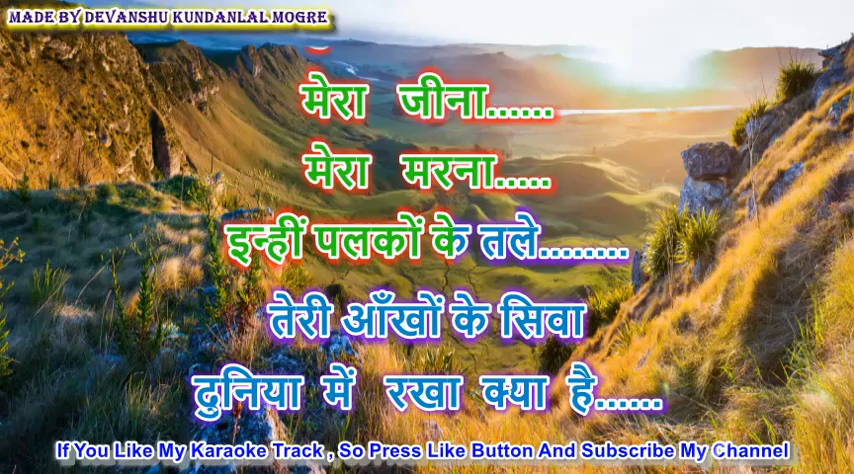 MADE BY DEVANSHU KUNDANLAL MOGRE
मेरा जीना......
मेरा मरना.....
इन्हीं पलकों के तले........
तेरी आँखों के सिवा
दुनिया में रखा क्या है......
If You Like My Karaoke Track , So Press Like Button And Subscribe My Channel